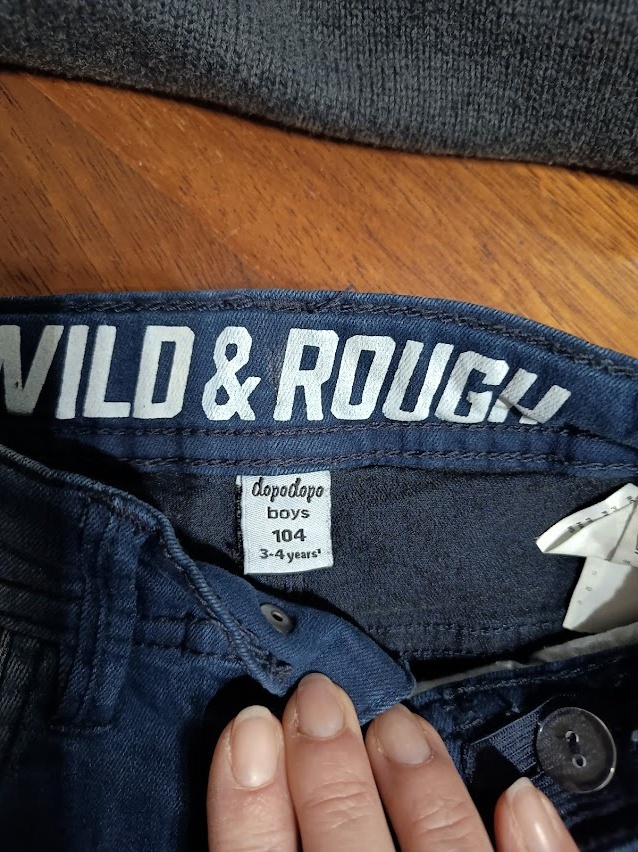 WILD & ROUGH
dopodopo
boys
104
3-4 years'